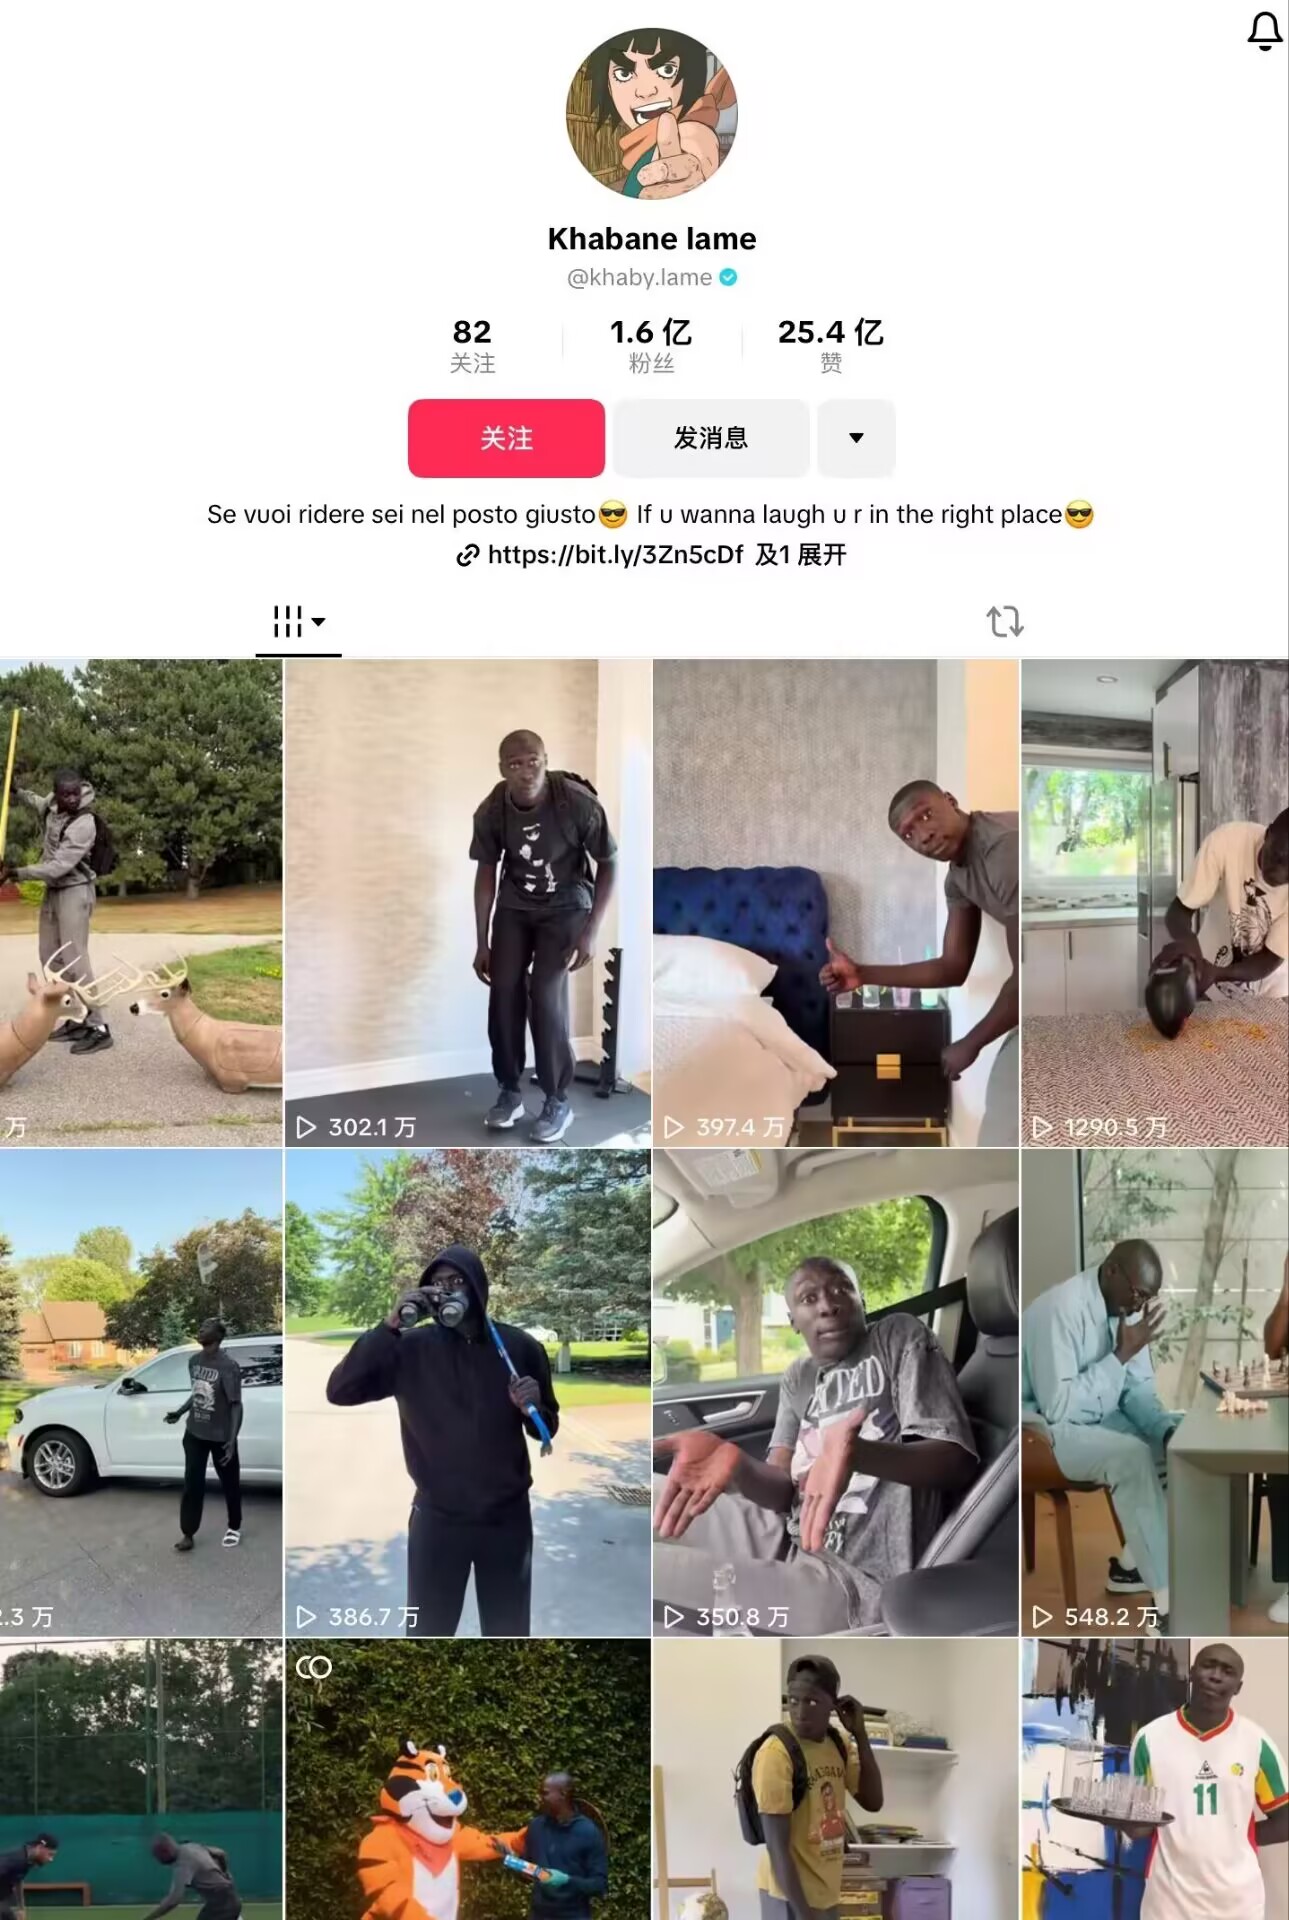 Khabane lame
@khaby.lame
82 1.6 亿 25.4 亿
关注 粉丝 赞
关注 发消息
Se vuoi ridere sei nel posto giusto😎 If u wanna laugh u r in the right place😎
https://bit.ly/3Zn5cDf 及1 展开
万 302.1 万 397.4 万 1290.5 万
.3 万 386.7 万 350.8 万 548.2 万
11